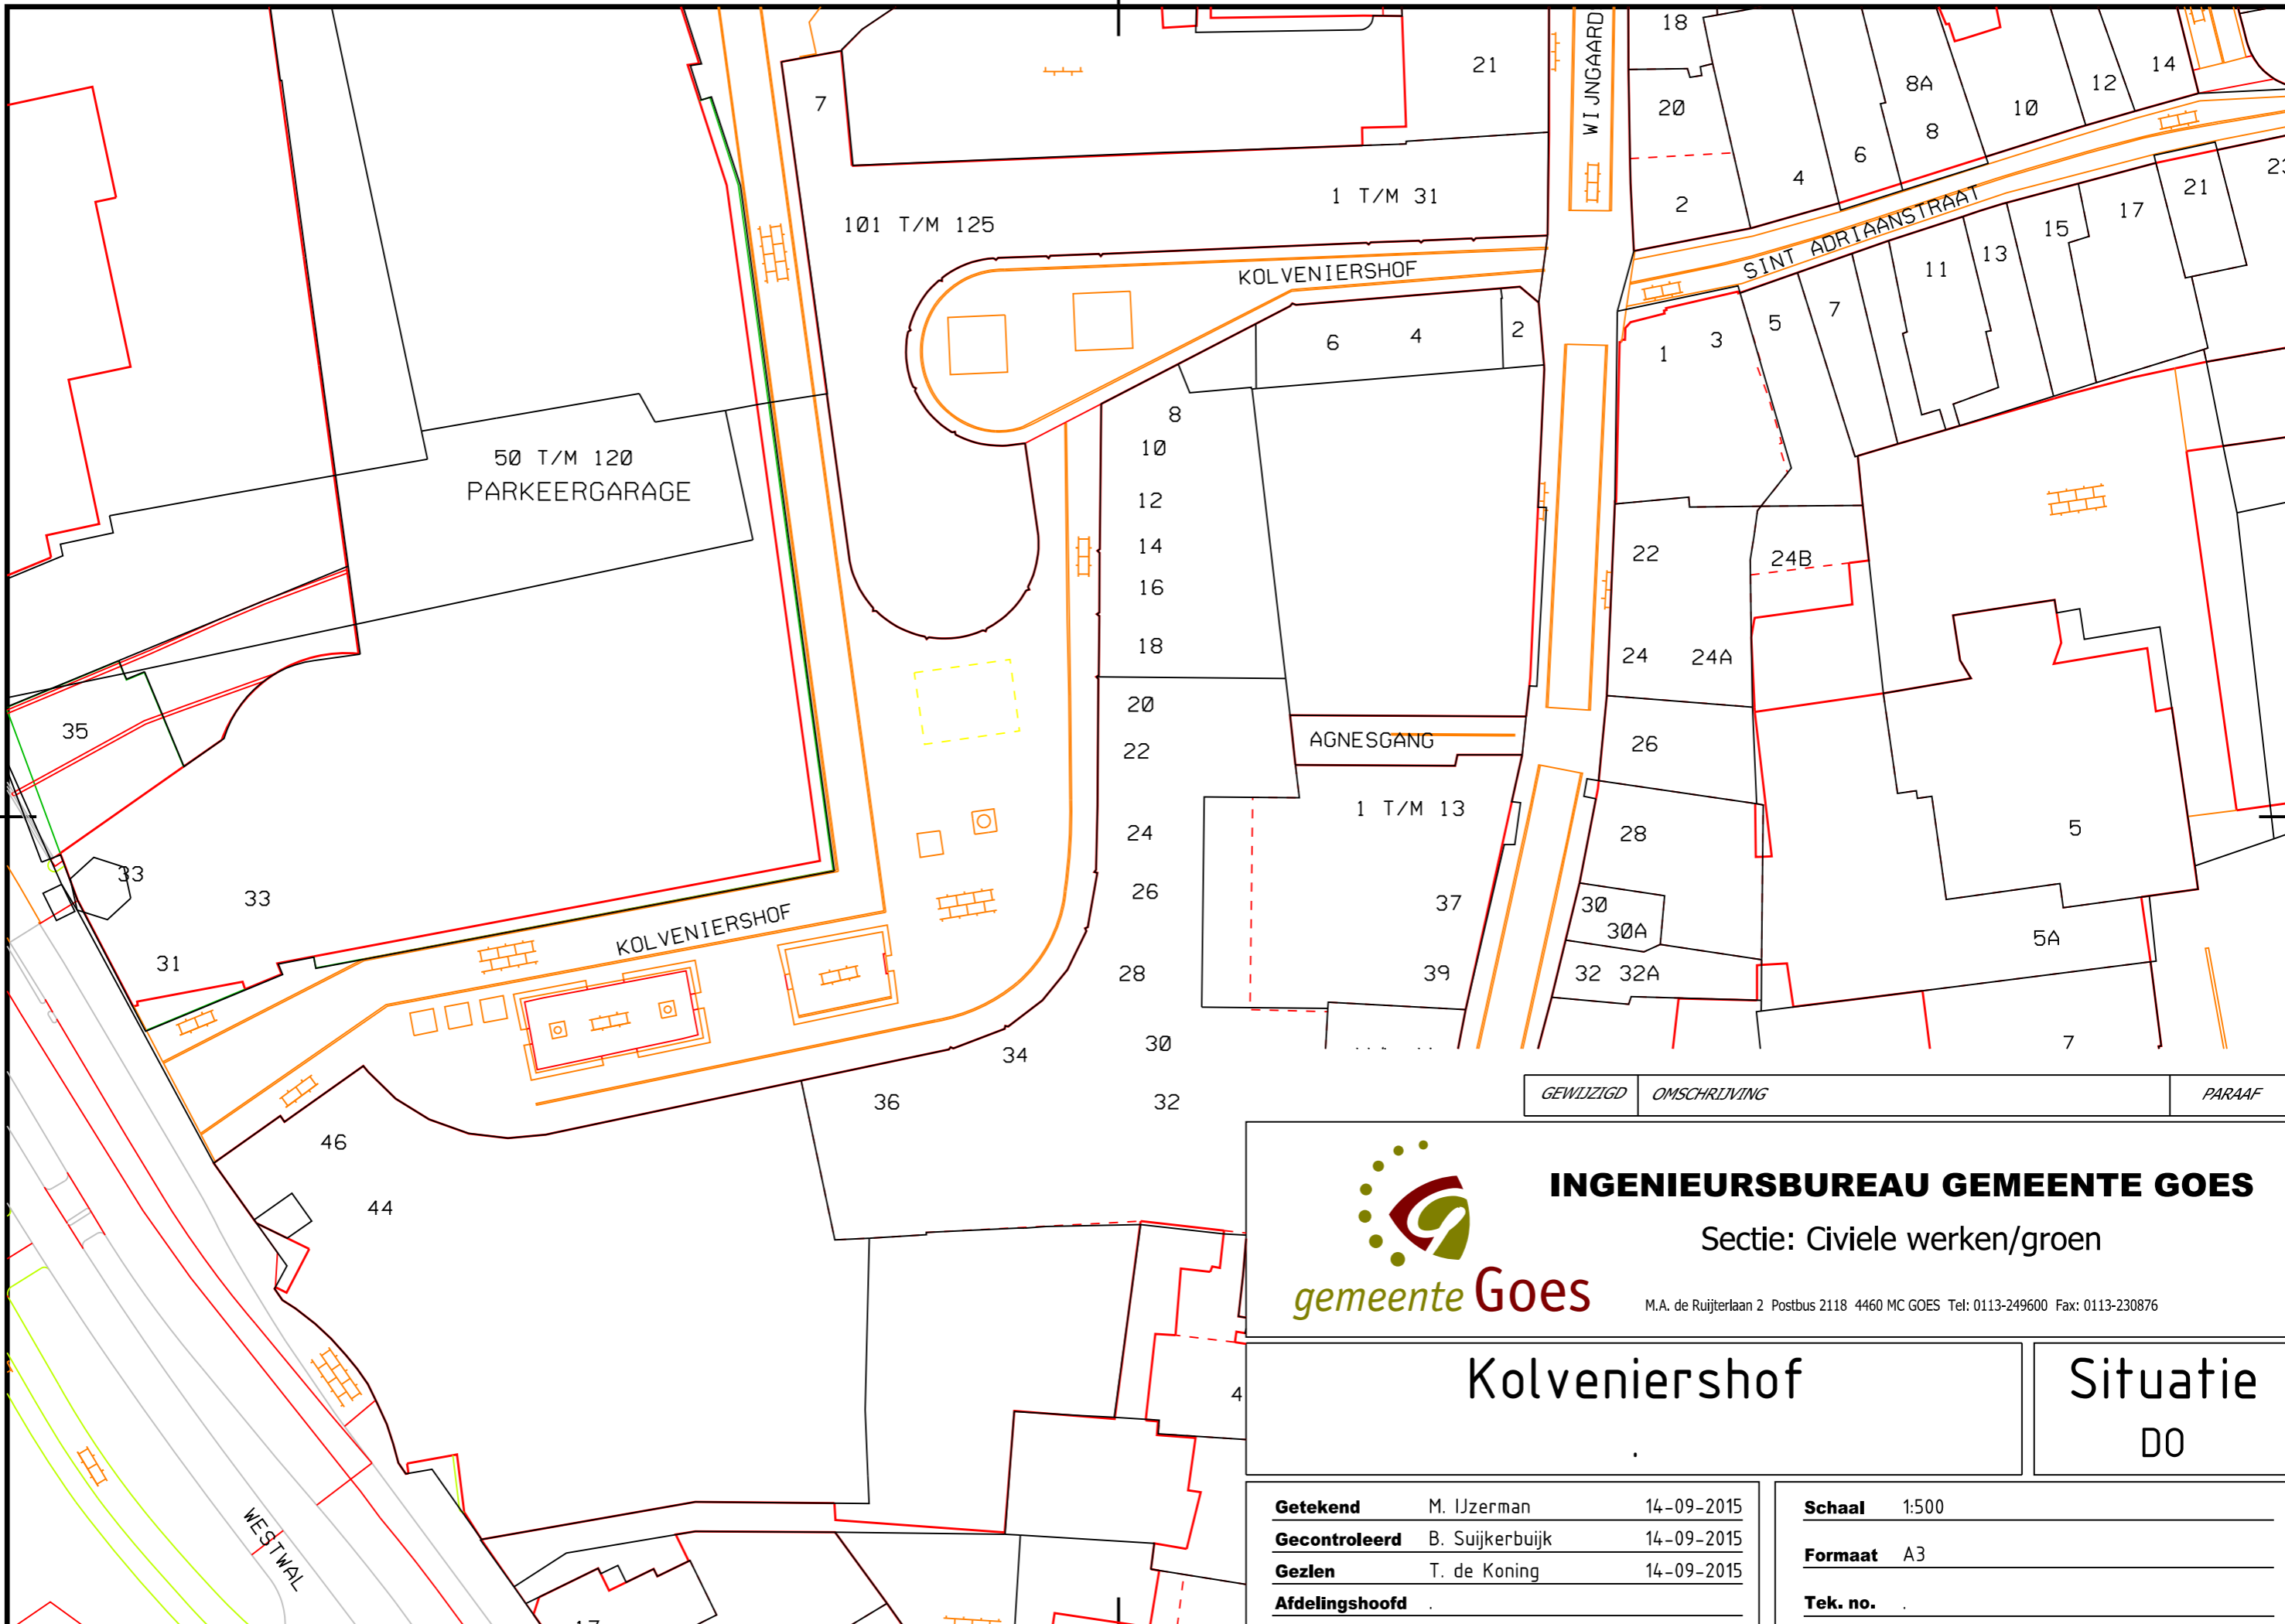 18
21
WIJNGAARD
8A
12
14
7
20
10
8
6
4
21
1 T/M 31
2
17
101 T/M 125
15
SINT ADRIAANSTRAAT
13
11
KOLVENIERSHOF
5
7
6
4
2
1
3
8
10
50 T/M 120
PARKEERGARAGE
12
14
22
24B
16
18
24
24A
20
35
AGNESGANG
22
26
1 T/M 13
24
28
5
33
26
33
37
30
KOLVENIERSHOF
30A
5A
31
28
39
32 32A
30
34
7
36
32
GEWIJZIGD OMSCHRIJVING PARAAF
46
44
INGENIEURSBUREAU GEMEENTE GOES
Sectie: Civiele werken/groen
gemeente Goes
M.A. de Ruijterlaan 2 Postbus 2118 4460 MC GOES Tel: 0113-249600 Fax: 0113-230876
Kolveniershof
.
Situatie
DO
4
WESTWAL
Getekend M. IJzerman 14-09-2015
Gecontroleerd B. Suijkerbuijk 14-09-2015
Gezien T. de Koning 14-09-2015
Afdelingshoofd .
Schaal 1:500
Formaat A3
Tek. no. .